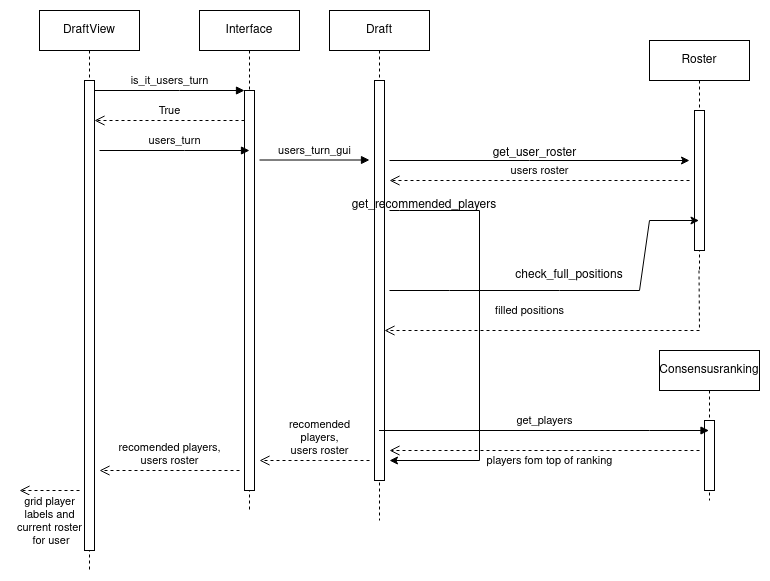 DraftView
Interface
Draft
Roster
is_it_users_turn
True
users_turn
users_turn_gui
get_user_roster
users roster
get_recommended_players
check_full_positions
filled positions
Consensusranking
get_players
players fom top of ranking
recomended
players,
users roster
recomended players,
users roster
grid player
labels and
current roster
for user